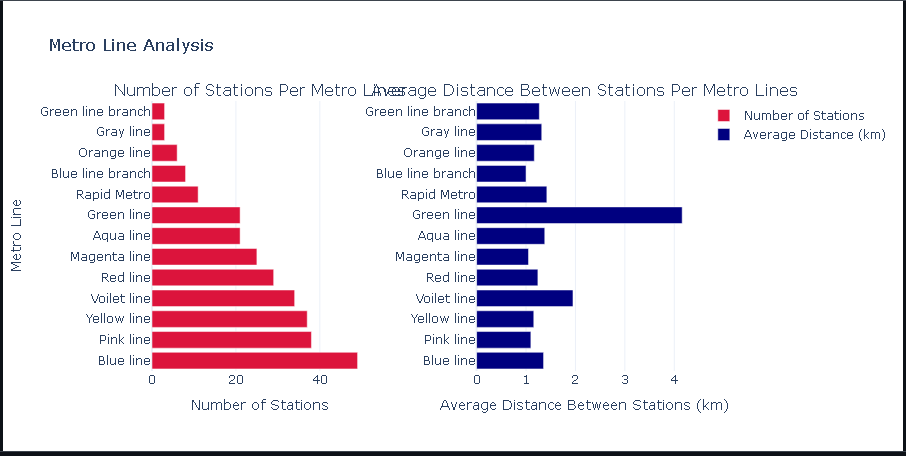 Metro Line Analysis
Number of Stations Per Metro Lines
Average Distance Between Stations Per Metro Lines
Number of Stations
Average Distance (km)
Metro Line
Green line branch
Gray line
Orange line
Blue line branch
Rapid Metro
Green line
Aqua line
Magenta line
Red line
Voilet line
Yellow line
Pink line
Blue line
0 20 40
Number of Stations
Green line branch
Gray line
Orange line
Blue line branch
Rapid Metro
Green line
Aqua line
Magenta line
Red line
Voilet line
Yellow line
Pink line
Blue line
0 1 2 3 4
Average Distance Between Stations (km)